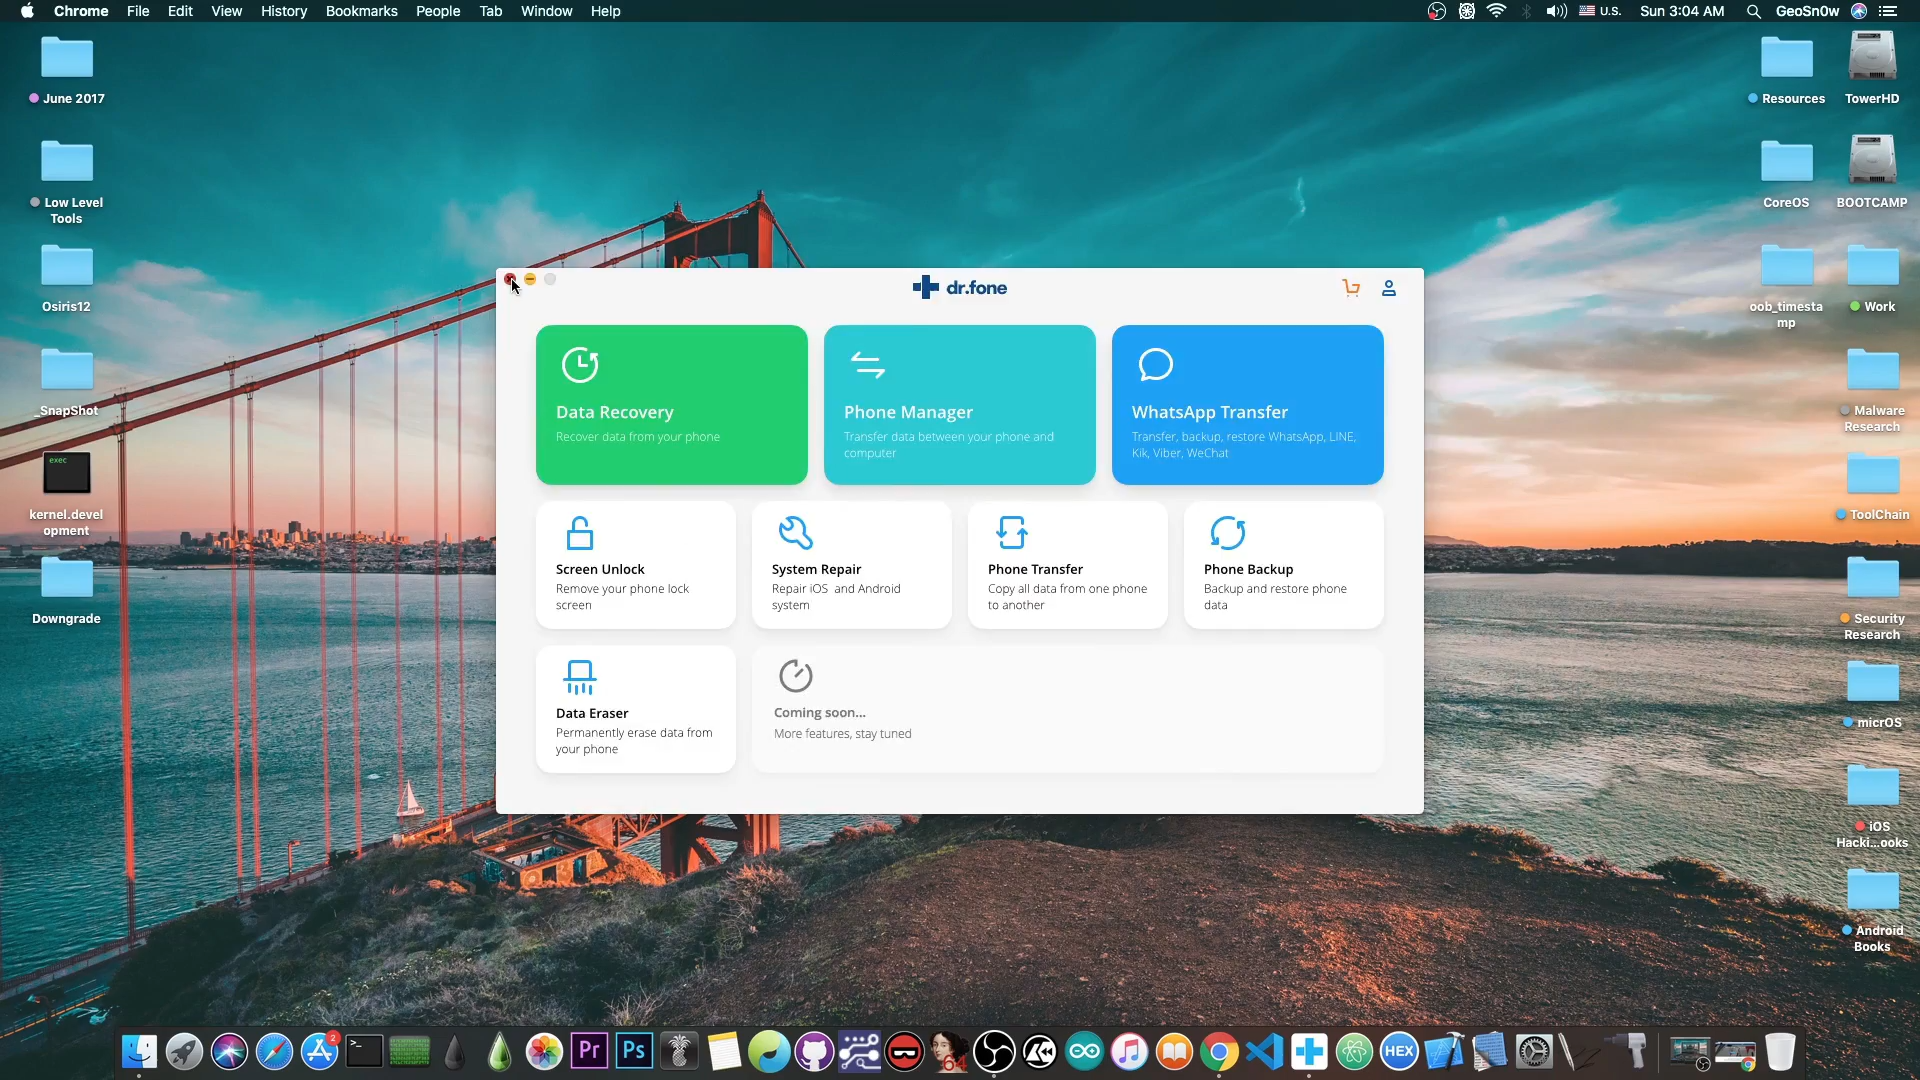 Chrome File Edit View History Bookmarks People Tab Window Help
U.S. Sun 3:04 AM GeoSn0w
June 2017
Low Level
Tools
Osiris12
_SnapShot
exec
kernel.devel
opment
Downgrade
Resources
TowerHD
CoreOS
BOOTCAMP
oob_timesta
mp
Work
Malware
Research
ToolChain
Security
Research
micrOS
iOS
Hacki...ooks
Android
Books
dr.fone
Data Recovery
Recover data from your phone
Phone Manager
Transfer data between your phone and
computer
WhatsApp Transfer
Transfer, backup, restore WhatsApp, LINE,
Kik, Viber, WeChat
Screen Unlock
Remove your phone lock
screen
System Repair
Repair iOS and Android
system
Phone Transfer
Copy all data from one phone
to another
Phone Backup
Backup and restore phone
data
Data Eraser
Permanently erase data from
your phone
Coming soon...
More features, stay tuned
2
>_
Pr
Ps
64
HEX